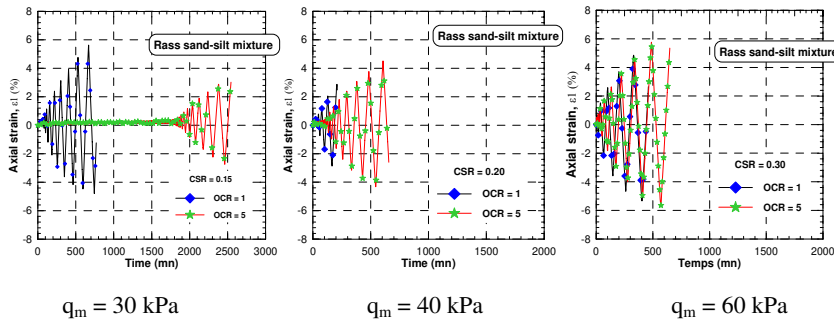 8
6
4
2
0
-2
-4
-6
-8
Axial strain, ε1 (%)
Rass sand-silt mixture
CSR = 0.15
OCR = 1
OCR = 5
0 500 1000 1500 2000 2500 3000
Time (mn)
8
6
4
2
0
-2
-4
-6
-8
Axial strain, ε1 (%)
Rass sand-silt mixture
CSR = 0.20
OCR = 1
OCR = 5
0 500 1000 1500 2000
Time (mn)
8
6
4
2
0
-2
-4
-6
-8
Axial strain, ε1 (%)
Rass sand-silt mixture
CSR = 0.30
OCR = 1
OCR = 5
0 500 1000 1500 2000
Temps (mn)
qm = 30 kPa
qm = 40 kPa
qm = 60 kPa